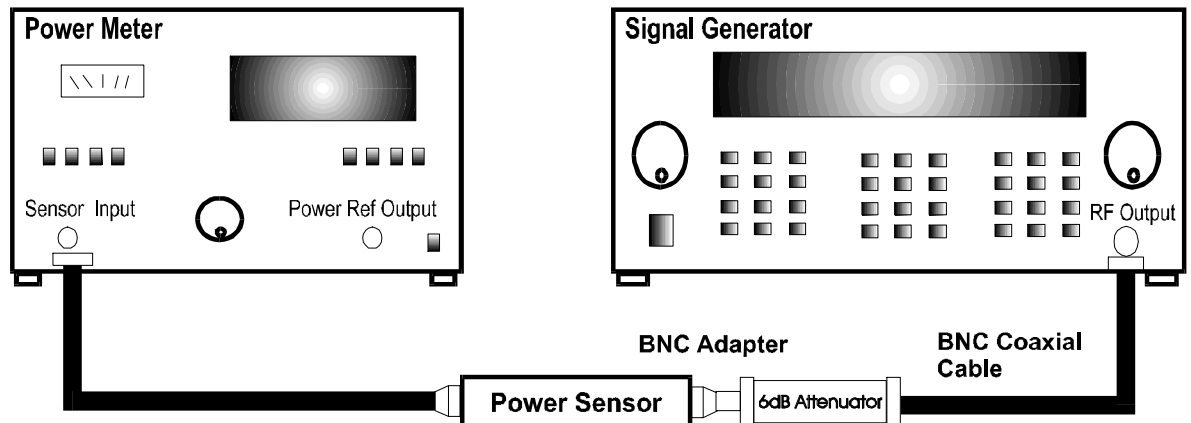 Power Meter
Sensor Input
Power Ref Output
Signal Generator
RF Output
BNC Adapter
BNC Coaxial
Cable
Power Sensor
6dB Attenuator